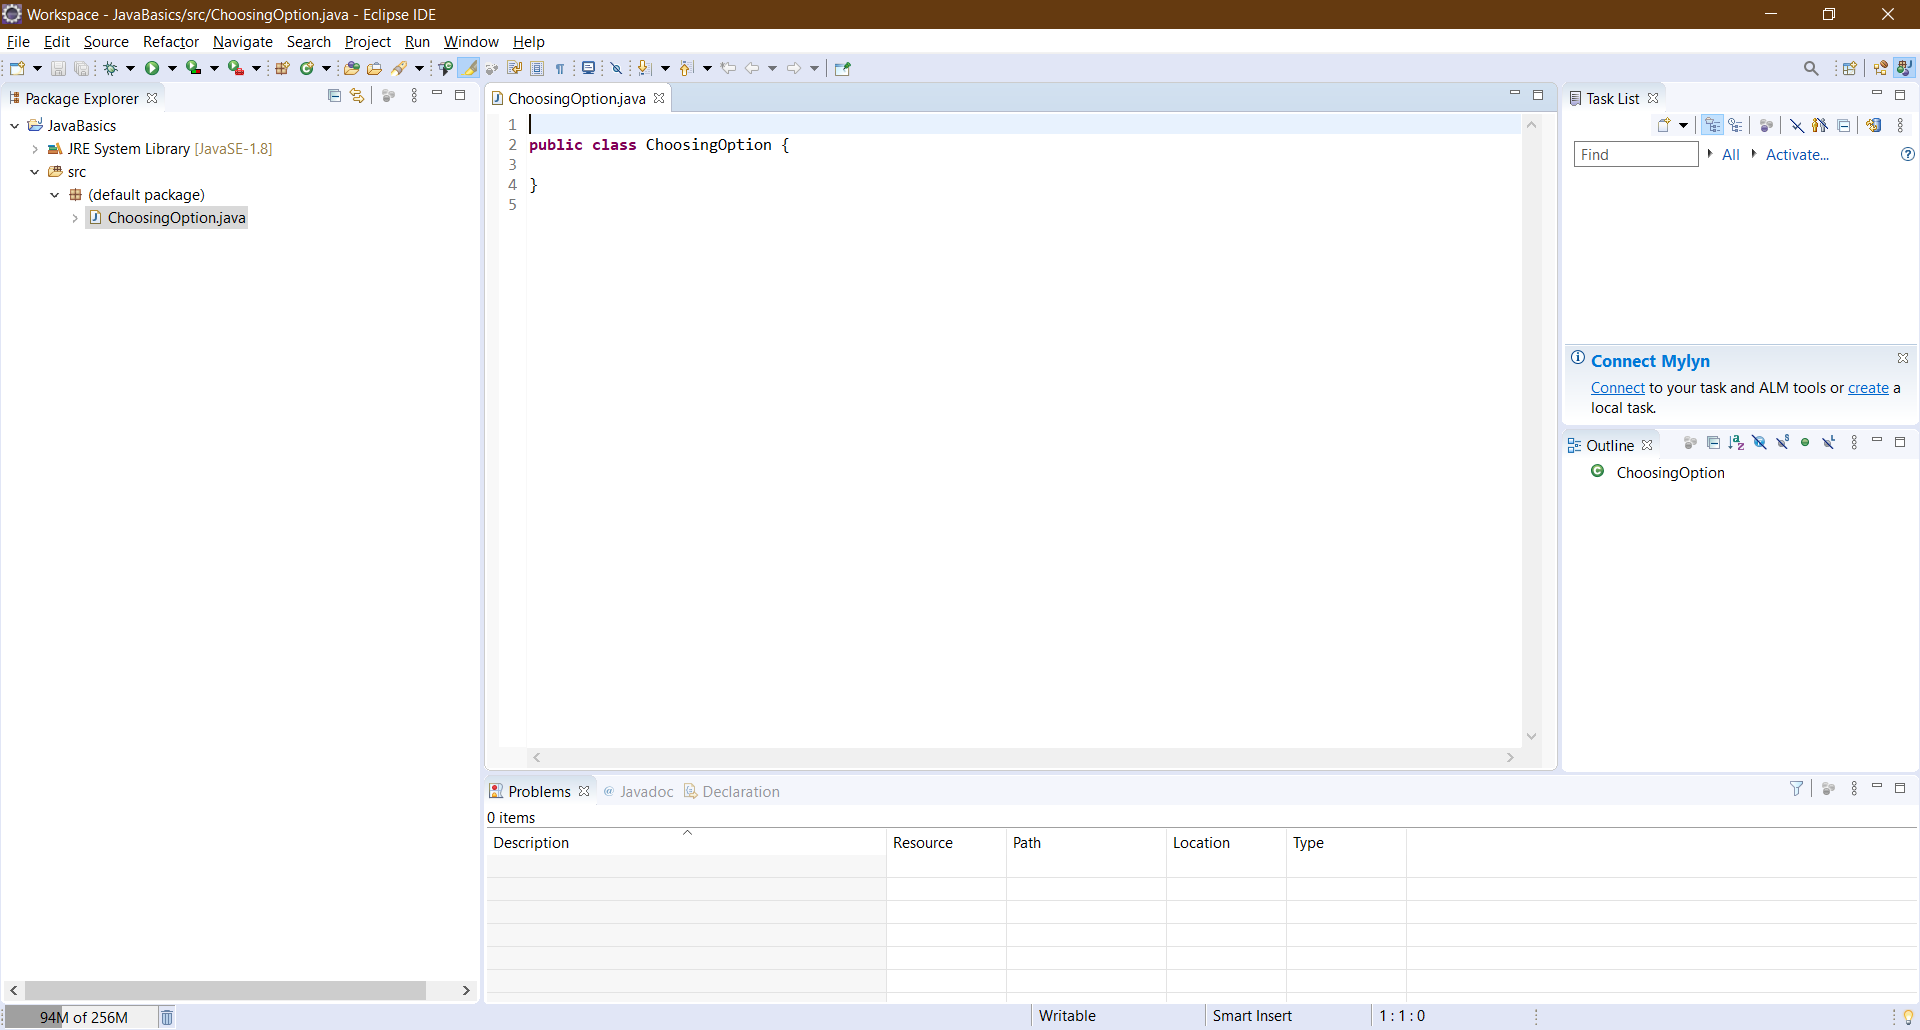 Workspace - JavaBasics/src/ChoosingOption.java - Eclipse IDE
File Edit Source Refactor Navigate Search Project Run Window Help
Package Explorer
JavaBasics
JRE System Library [JavaSE-1.8]
src
(default package)
ChoosingOption.java
ChoosingOption.java
1
2 public class ChoosingOption {
3
4 }
5
Task List
Find All Activate...
Connect Mylyn
Connect to your task and ALM tools or create a
local task.
Outline
ChoosingOption
Problems @ Javadoc Declaration
0 items
Description Resource Path Location Type
94M of 256M Writable Smart Insert 1 : 1 : 0